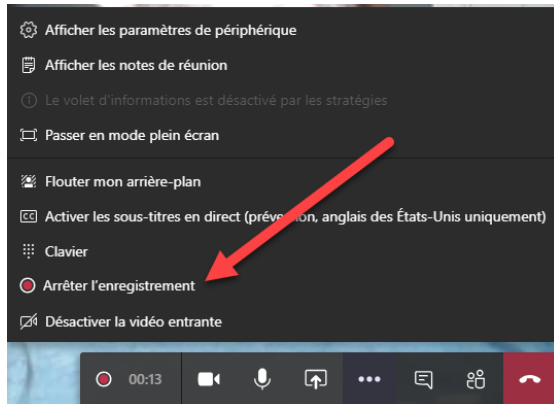 Afficher les paramètres de périphérique
Afficher les notes de réunion
Le volet d'informations est désactivé par les stratégies
Passer en mode plein écran
Flouter mon arrière-plan
CC Activer les sous-titres en direct (préversion, anglais des États-Unis uniquement)
Clavier
Arrêter l'enregistrement
Désactiver la vidéo entrante
00:13